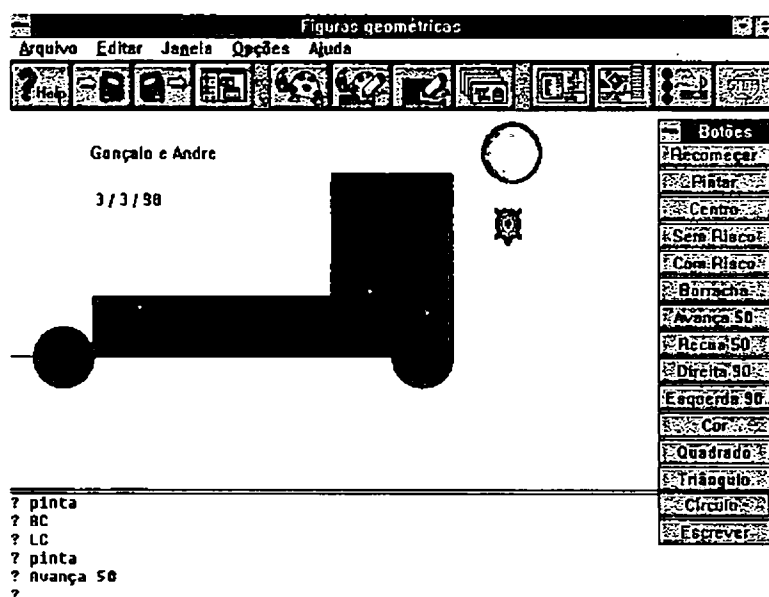 Figuras geométricas
Arquivo Editar Janela Opções Ajuda
Help
Gonçalo e Andre
3 / 3 / 98
Botões
Recomeçar
Pintar
Centro
Sem Risco
Com Risco
Borracha
Avança 50
Recua 50
Direita 90
Esquerda 90
Cor
Quadrado
Triângulo
Círculo
Escrever
? pinta
? BC
? LC
? pinta
? Avança 50
?